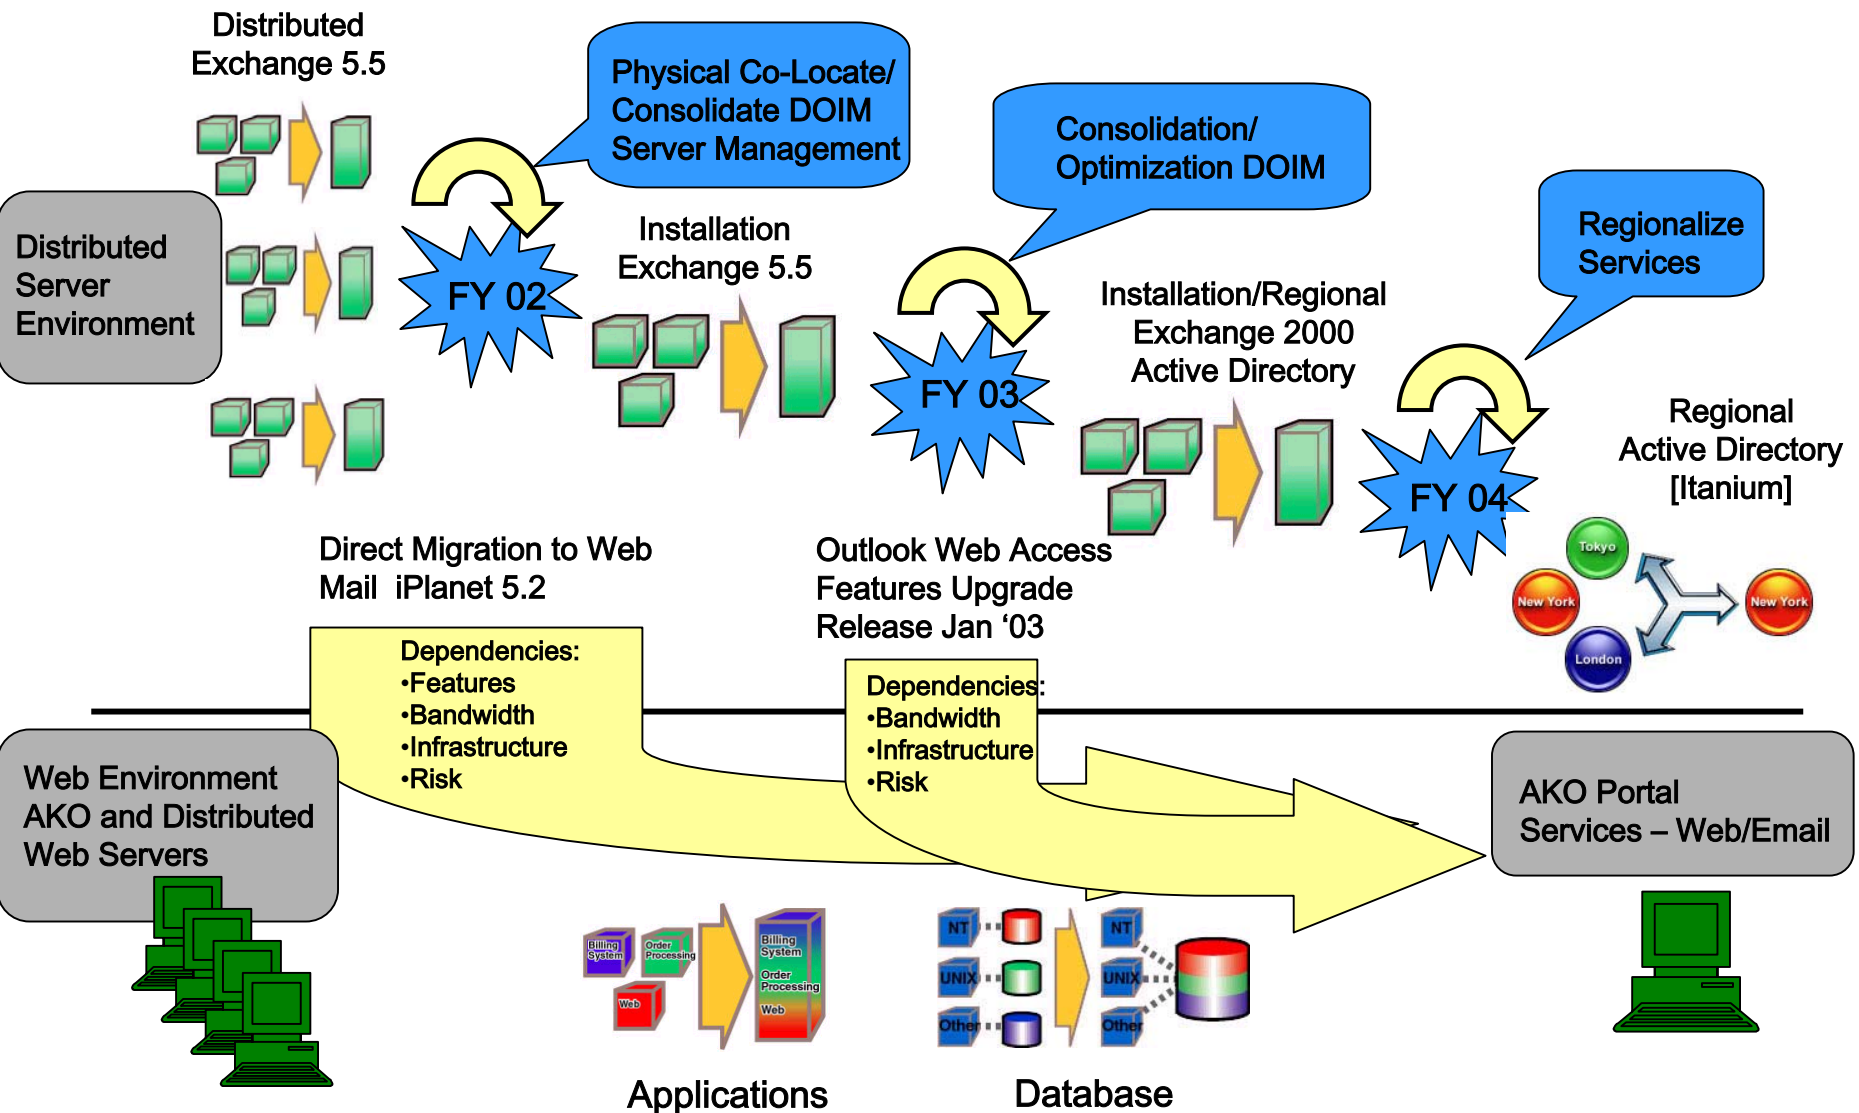 Distributed
Exchange 5.5
Physical Co-Locate/
Consolidate DOIM
Server Management
Consolidation/
Optimization DOIM
Regionalize
Services
Distributed
Server
Environment
FY 02
Installation
Exchange 5.5
FY 03
Installation/Regional
Exchange 2000
Active Directory
FY 04
Regional
Active Directory
[Itanium]
Tokyo
New York
London
New York
Direct Migration to Web
Mail  iPlanet 5.2
Outlook Web Access
Features Upgrade
Release Jan ‘03
Dependencies:
•Features
•Bandwidth
•Infrastructure
•Risk
Dependencies:
•Bandwidth
•Infrastructure
•Risk
Web Environment
AKO and Distributed
Web Servers
AKO Portal
Services – Web/Email
Billing
System
Order
Processing
Web
Billing
System
Order
Processing
Web
NT
UNIX
Other
NT
UNIX
Other
Applications
Database